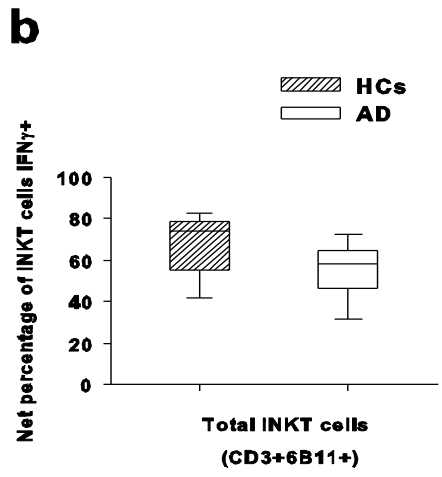 b
HCs
AD
Net percentage of INKT cells IFNγ+
100
80
60
40
20
0
Total INKT cells
(CD3+6B11+)